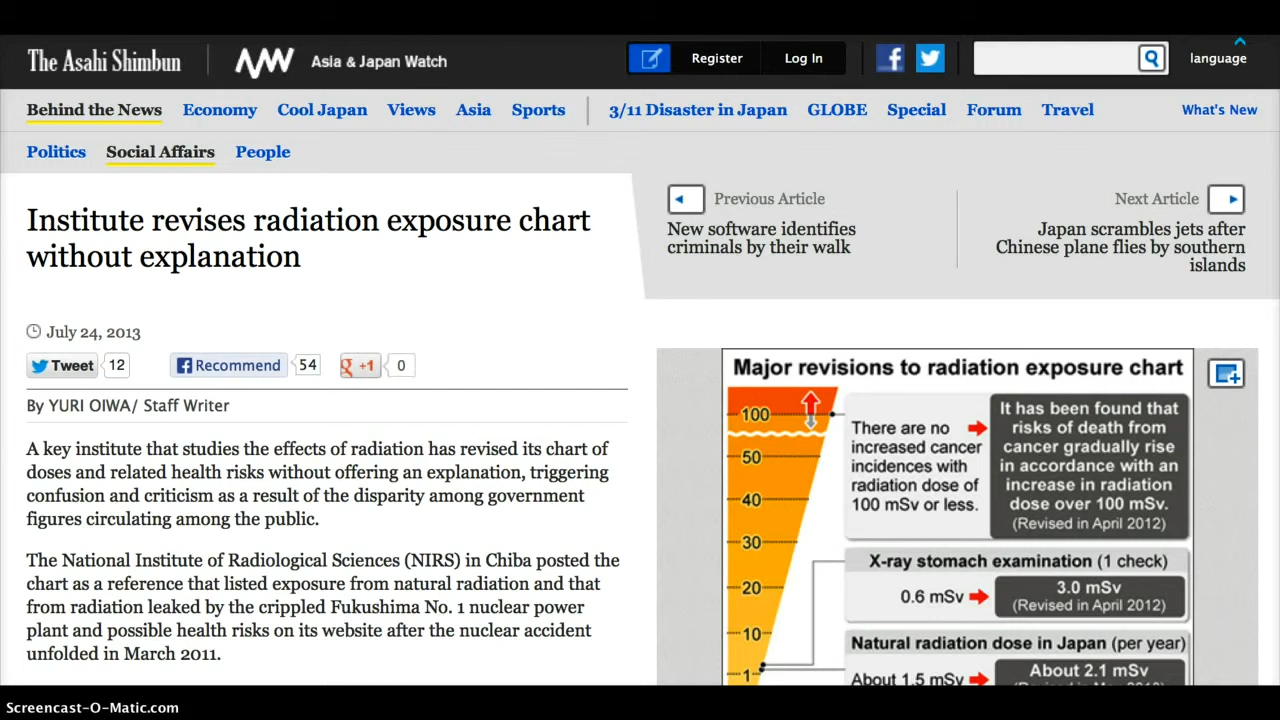 The Asahi Shimbun
Asia & Japan Watch
Register
Log In
language
Behind the News
Economy
Cool Japan
Views
Asia
Sports
3/11 Disaster in Japan
GLOBE
Special
Forum
Travel
What's New
Politics
Social Affairs
People
Institute revises radiation exposure chart
without explanation
Previous Article
New software identifies
criminals by their walk
Next Article
Japan scrambles jets after
Chinese plane flies by southern
islands
July 24, 2013
Tweet
12
Recommend
54
+1
0
By YURI OIWA/ Staff Writer
A key institute that studies the effects of radiation has revised its chart of
doses and related health risks without offering an explanation, triggering
confusion and criticism as a result of the disparity among government
figures circulating among the public.
The National Institute of Radiological Sciences (NIRS) in Chiba posted the
chart as a reference that listed exposure from natural radiation and that
from radiation leaked by the crippled Fukushima No. 1 nuclear power
plant and possible health risks on its website after the nuclear accident
unfolded in March 2011.
Major revisions to radiation exposure chart
100
50
40
30
20
10
1
There are no
increased cancer
incidences with
radiation dose of
100 mSv or less.
It has been found that
risks of death from
cancer gradually rise
in accordance with an
increase in radiation
dose over 100 mSv.
(Revised in April 2012)
X-ray stomach examination (1 check)
0.6 mSv
3.0 mSv
(Revised in April 2012)
Natural radiation dose in Japan (per year)
About 1.5 mSv
About 2.1 mSv
Screencast-O-Matic.com